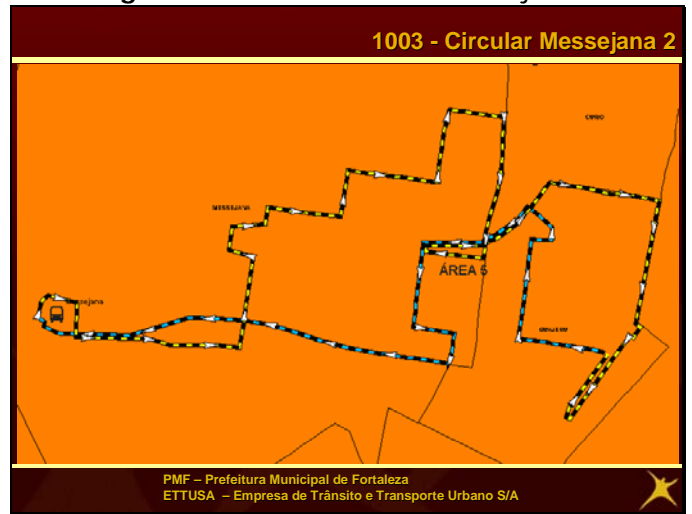 1003 - Circular Messejana 2
MESSEJANA
ÁREA 5
PMF – Prefeitura Municipal de Fortaleza
ETTUSA – Empresa de Trânsito e Transporte Urbano S/A